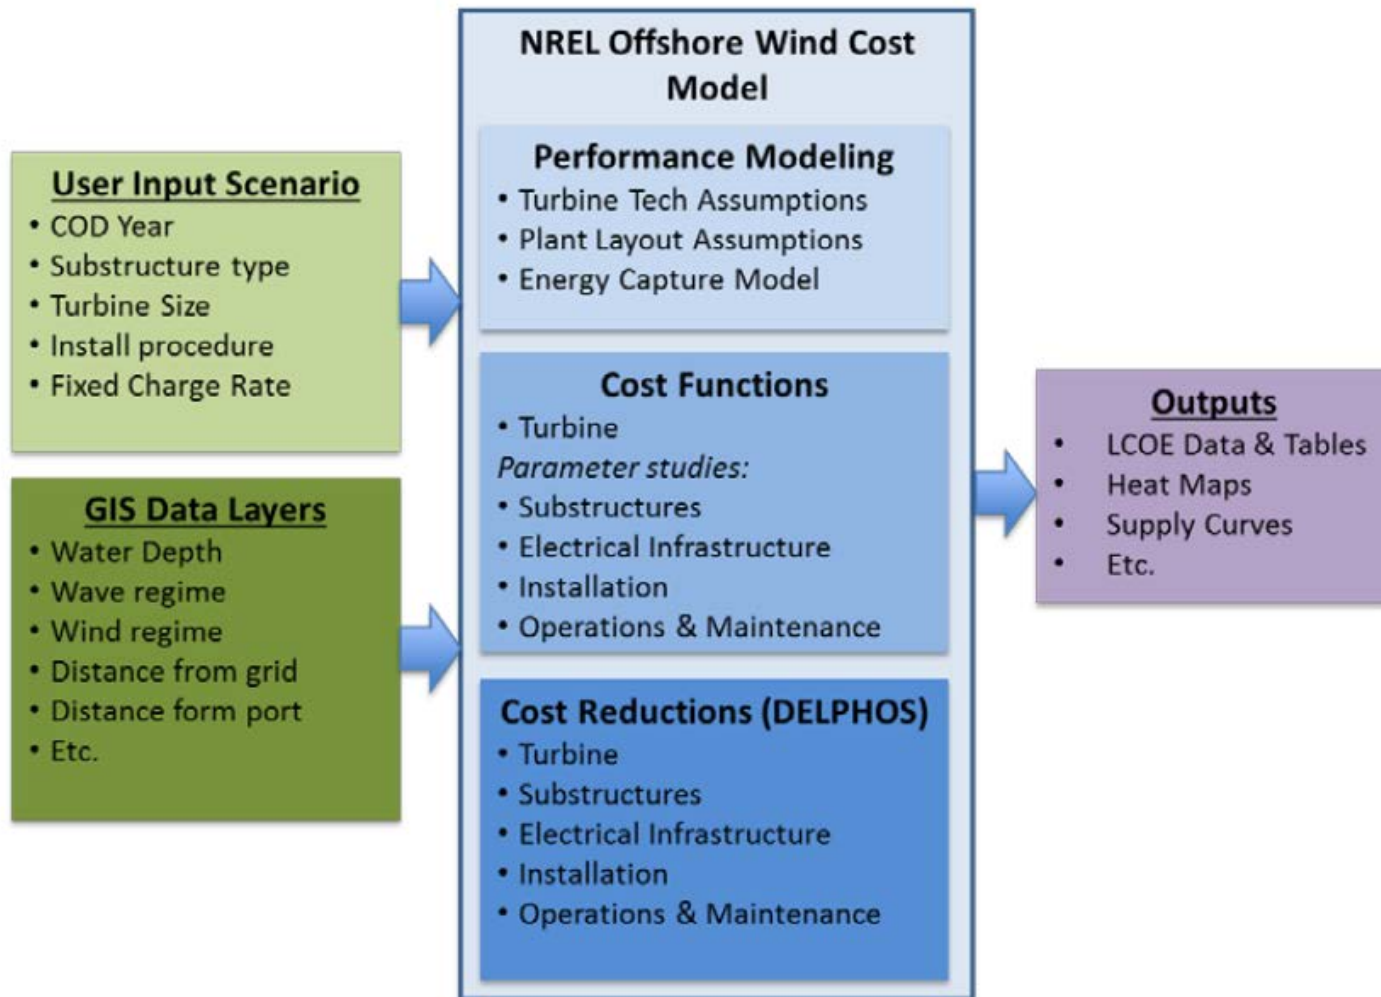 NREL Offshore Wind Cost
Model
User Input Scenario
• COD Year
• Substructure type
• Turbine Size
• Install procedure
• Fixed Charge Rate
GIS Data Layers
• Water Depth
• Wave regime
• Wind regime
• Distance from grid
• Distance form port
• Etc.
Performance Modeling
• Turbine Tech Assumptions
• Plant Layout Assumptions
• Energy Capture Model
Cost Functions
• Turbine
Parameter studies:
• Substructures
• Electrical Infrastructure
• Installation
• Operations & Maintenance
Cost Reductions (DELPHOS)
• Turbine
• Substructures
• Electrical Infrastructure
• Installation
• Operations & Maintenance
Outputs
• LCOE Data & Tables
• Heat Maps
• Supply Curves
• Etc.